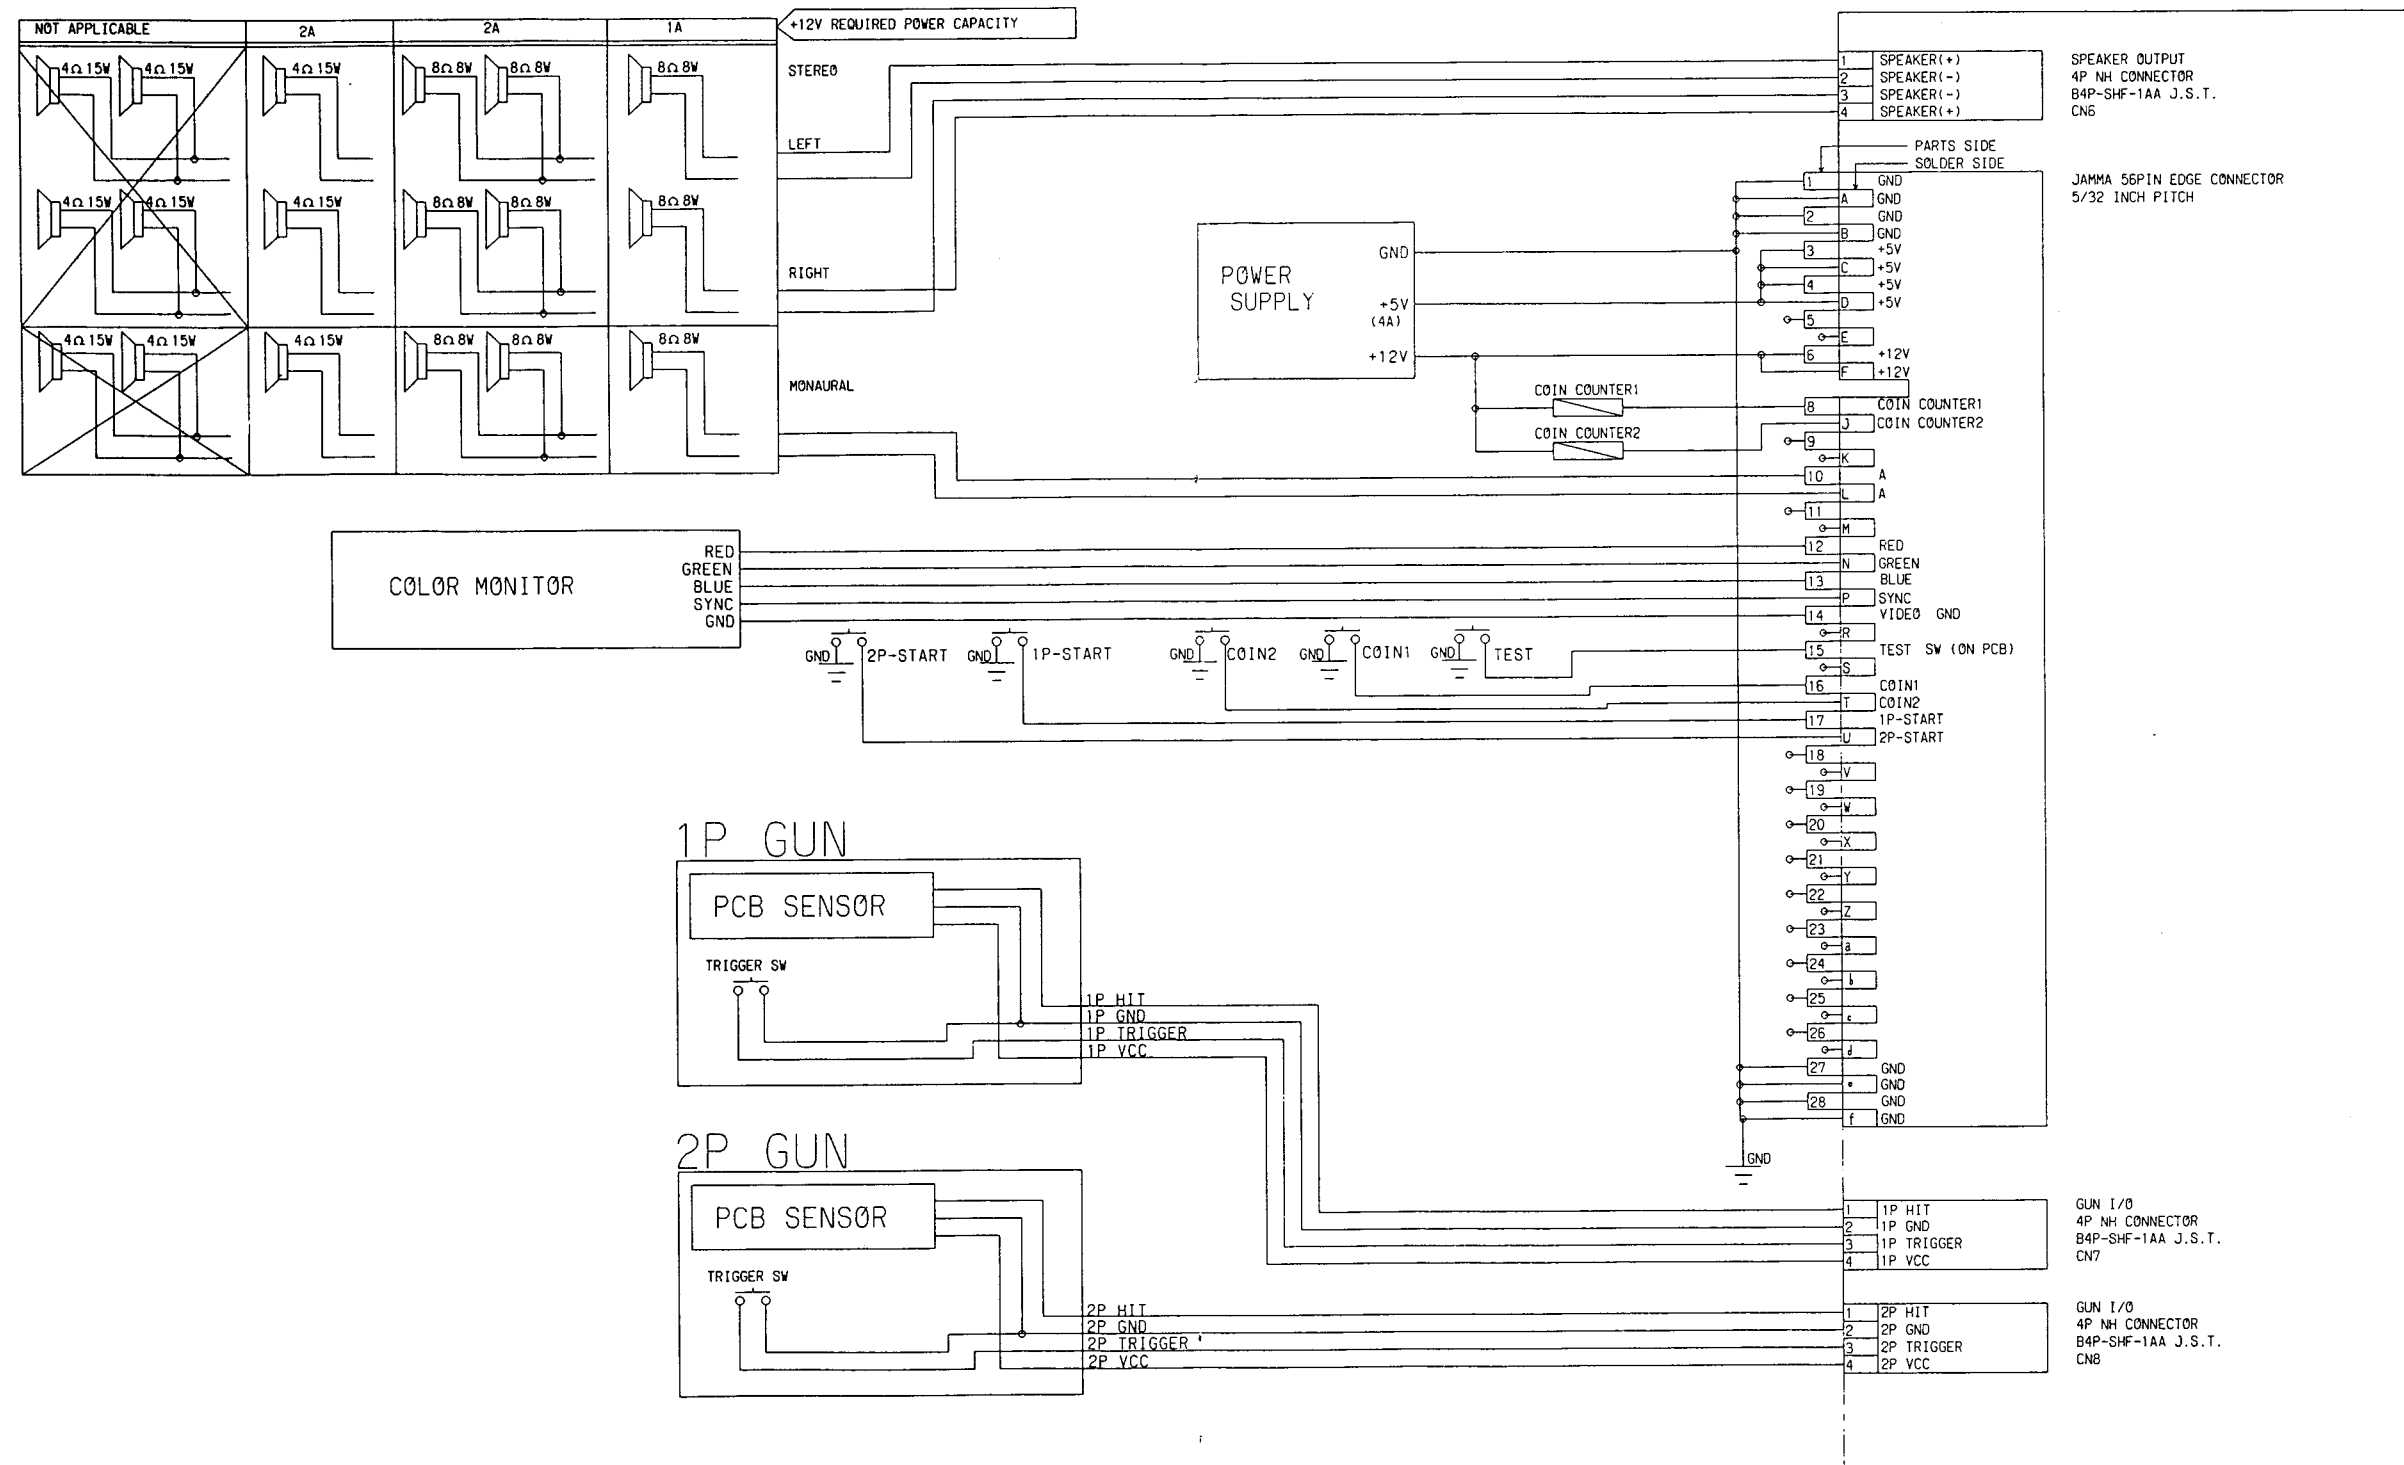 NOT APPLICABLE
2A
2A
1A
+12V REQUIRED POWER CAPACITY
4Ω 15W
4Ω 15W
4Ω 15W
8Ω 8W
8Ω 8W
8Ω 8W
STEREO
LEFT
4Ω 15W
4Ω 15W
4Ω 15W
8Ω 8W
8Ω 8W
8Ω 8W
RIGHT
4Ω 15W
4Ω 15W
4Ω 15W
8Ω 8W
8Ω 8W
8Ω 8W
MONAURAL
1 SPEAKER(+)
2 SPEAKER(-)
3 SPEAKER(-)
4 SPEAKER(+)
SPEAKER OUTPUT
4P NH CONNECTOR
B4P-SHF-1AA J.S.T.
CN6
PARTS SIDE
SOLDER SIDE
JAMMA 56PIN EDGE CONNECTOR
5/32 INCH PITCH
POWER
SUPPLY
GND
+5V
(4A)
+12V
COIN COUNTER1
COIN COUNTER2
1 GND
A GND
2 GND
B GND
3 +5V
C +5V
4 +5V
D +5V
5
E
6 +12V
F +12V
8 COIN COUNTER1
J COIN COUNTER2
9
K
10 A
L A
11
M
12 RED
N GREEN
13 BLUE
P SYNC
14 VIDEO GND
R
15 TEST SW (ON PCB)
S
16 COIN1
T COIN2
17 1P-START
U 2P-START
18
V
19
W
20
X
21
Y
22
Z
23
a
24
b
25
c
26
d
27 GND
e GND
28 GND
f GND
GND
COLOR MONITOR
RED
GREEN
BLUE
SYNC
GND
GND 2P-START
GND 1P-START
GND COIN2
GND COIN1
GND TEST
1P GUN
PCB SENSOR
TRIGGER SW
1P HIT
1P GND
1P TRIGGER
1P VCC
2P GUN
PCB SENSOR
TRIGGER SW
2P HIT
2P GND
2P TRIGGER
2P VCC
1 1P HIT
2 1P GND
3 1P TRIGGER
4 1P VCC
GUN I/O
4P NH CONNECTOR
B4P-SHF-1AA J.S.T.
CN7
1 2P HIT
2 2P GND
3 2P TRIGGER
4 2P VCC
GUN I/O
4P NH CONNECTOR
B4P-SHF-1AA J.S.T.
CN8